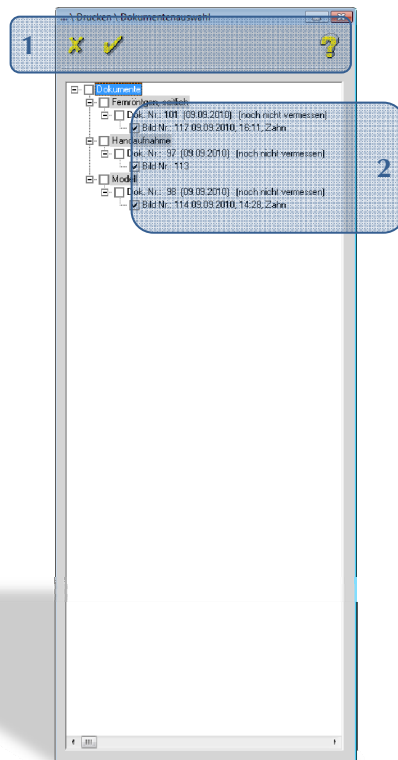 ... \ Drucken \ Dokumentenauswahl
1
Dokumente
Fernröntgen, seitlich
Dok. Nr.: 101 (09.09.2010) (noch nicht vermessen)
Bild Nr.: 117 09.09.2010, 16:11, Zahn
Handaufnahme
Dok. Nr.: 97 (09.09.2010) (noch nicht vermessen)
Bild Nr.: 113
2
Modell
Dok. Nr.: 98 (09.09.2010) (noch nicht vermessen)
Bild Nr.: 114 09.09.2010, 14:28, Zahn